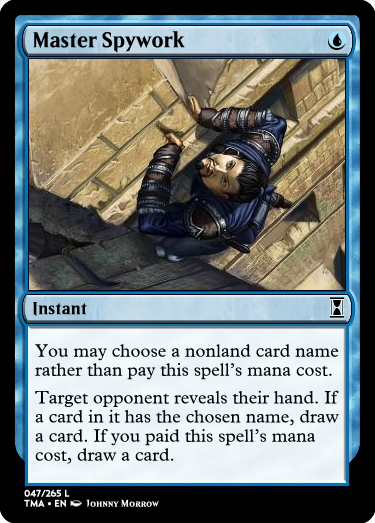 Master Spywork
Instant
You may choose a nonland card name
rather than pay this spell's mana cost.
Target opponent reveals their hand. If
a card in it has the chosen name, draw
a card. If you paid this spell's mana
cost, draw a card.
047/265 L
TMA • EN Johnny Morrow